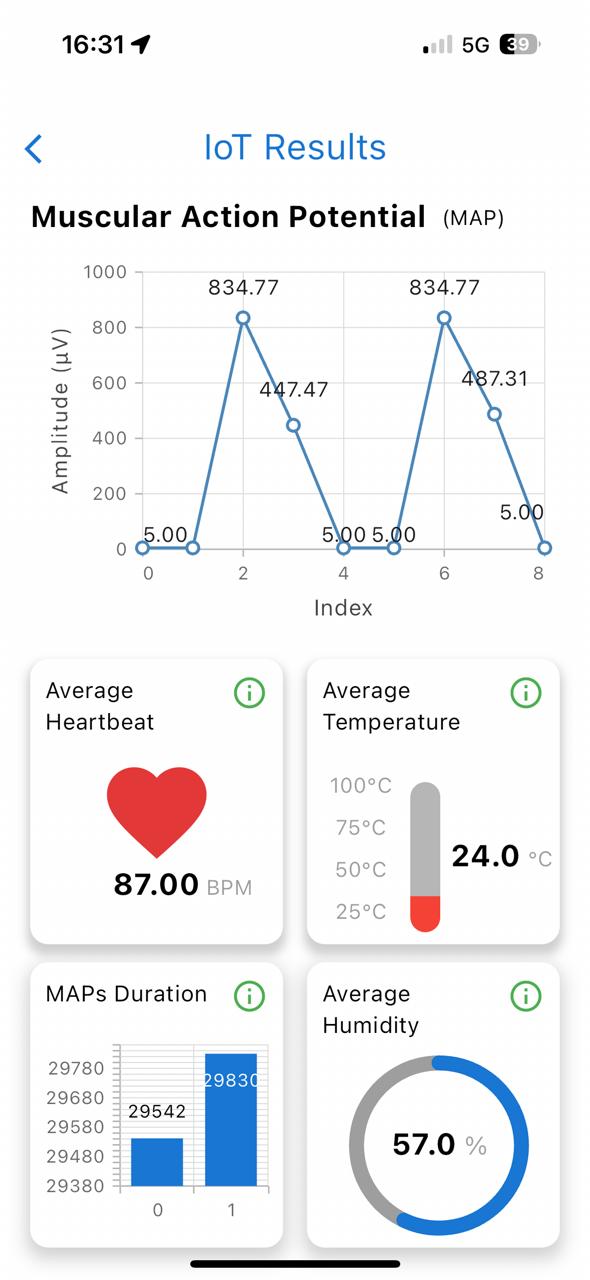 16:31
5G 39
IoT Results
Muscular Action Potential (MAP)
1000
834.77 834.77
800
600
447.47 487.31
400
200
5.00 5.00 5.00 5.00
0
Amplitude (µV)
0 2 4 6 8
Index
Average
Heartbeat
87.00 BPM
Average
Temperature
100°C
75°C
50°C
25°C
24.0 °C
MAPs Duration
29780
29680
29580
29480
29380
29542
29830
0 1
Average
Humidity
57.0 %